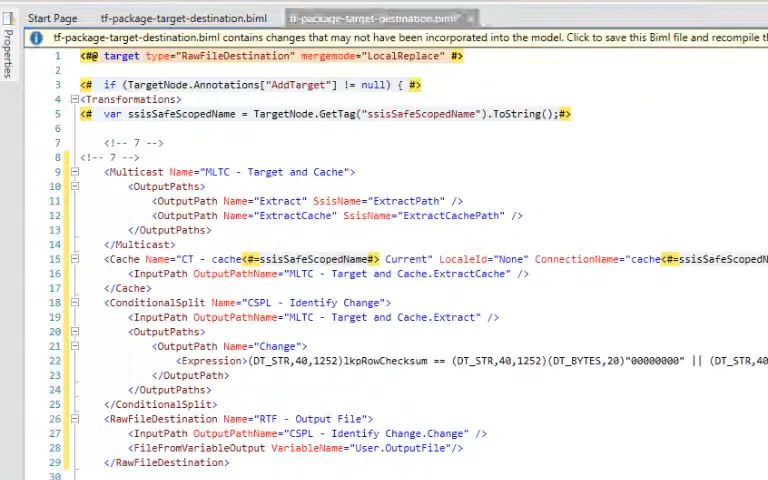 Properties
Start Page tf-package-target-destination.biml tf-package-target-destination.biml* ×
tf-package-target-destination.biml contains changes that may not have been incorporated into the model. Click to save this Biml file and recompile th
1 <#@ target type="RawFileDestination" mergemode="LocalReplace" #>
2
3 <# if (TargetNode.Annotations["AddTarget"] != null) { #>
4 <Transformations>
5 <# var ssisSafeScopedName = TargetNode.GetTag("ssisSafeScopedName").ToString();#>
6
7 <!-- 7 -->
8 <!-- 7 -->
9 <Multicast Name="MLTC - Target and Cache">
10 <OutputPaths>
11 <OutputPath Name="Extract" SsisName="ExtractPath" />
12 <OutputPath Name="ExtractCache" SsisName="ExtractCachePath" />
13 </OutputPaths>
14 </Multicast>
15 <Cache Name="CT - cache<#=ssisSafeScopedName#> Current" LocaleId="None" ConnectionName="cache<#=ssisSafeScopedN
16 <InputPath OutputPathName="MLTC - Target and Cache.ExtractCache" />
17 </Cache>
18 <ConditionalSplit Name="CSPL - Identify Change">
19 <InputPath OutputPathName="MLTC - Target and Cache.Extract" />
20 <OutputPaths>
21 <OutputPath Name="Change">
22 <Expression>(DT_STR,40,1252)lkpRowChecksum == (DT_STR,40,1252)(DT_BYTES,20)"00000000" || (DT_STR,40
23 </OutputPath>
24 </OutputPaths>
25 </ConditionalSplit>
26 <RawFileDestination Name="RTF - Output File">
27 <InputPath OutputPathName="CSPL - Identify Change.Change" />
28 <FileFromVariableOutput VariableName="User.OutputFile"/>
29 </RawFileDestination>
30